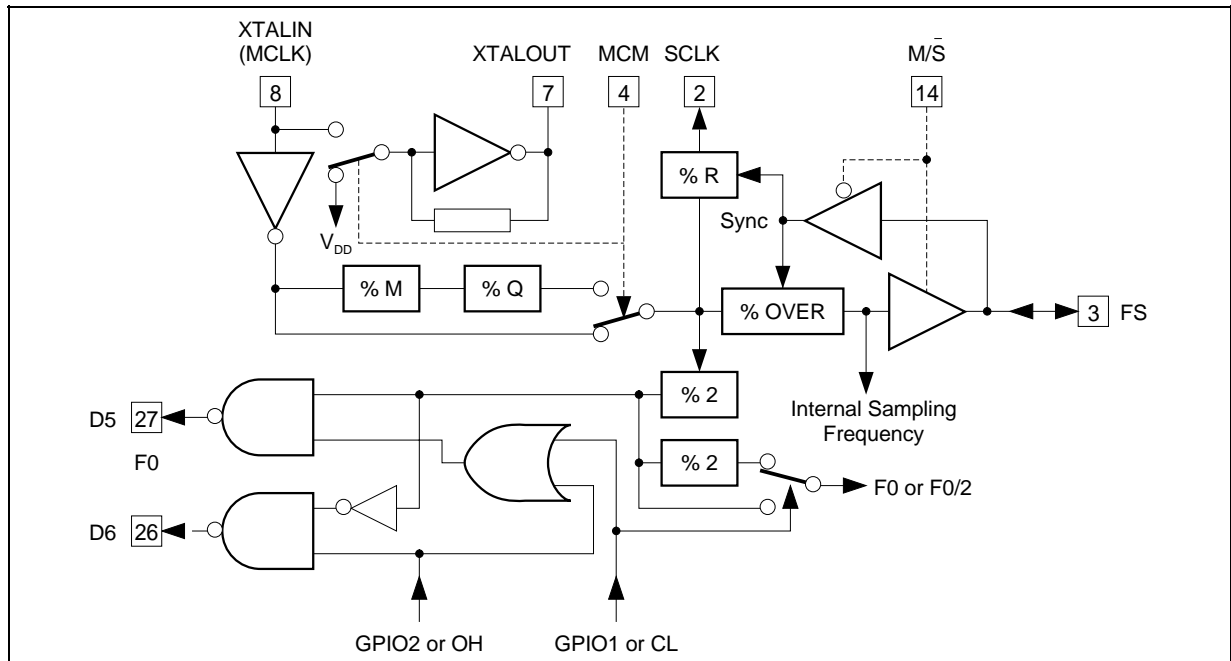 XTALIN
(MCLK)
XTALOUT
MCM
SCLK
M/S̄
8
7
4
2
14
% R
Sync
VDD
% M
% Q
% OVER
3
FS
% 2
Internal Sampling
Frequency
D5
27
F0
% 2
F0 or F0/2
D6
26
GPIO2 or OH
GPIO1 or CL